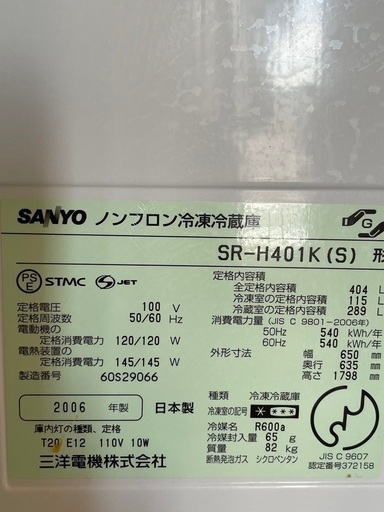 SANYO ノンフロン冷凍冷蔵庫
SR-H401K(S) 形
PS E STMC S JET
定格電圧 100 V
定格周波数 50/60 Hz
電動機の
定格消費電力 120/120 W
電熱装置の
定格消費電力 145/145 W
製造番号 60S29066
2006 年製 日本製
庫内灯の種類、定格
T20 E12 110V 10W
三洋電機株式会社
定格内容積
全定格内容積 404 L
冷凍室の定格内容積 115 L
冷蔵室の定格内容積 289 L
消費電力量(JIS C 9801-2006年)
50Hz 540 kWh/年
60Hz 540 kWh/年
外形寸法 幅 650 mm
奥行 635 mm
高さ 1798 mm
種類 冷凍冷蔵庫
冷凍室の記号 * ***
冷媒名 R600a
冷媒封入量 65 g
質量 82 kg
断熱発泡ガス シクロペンタン
G
JIS C 9607
認定番号 372158